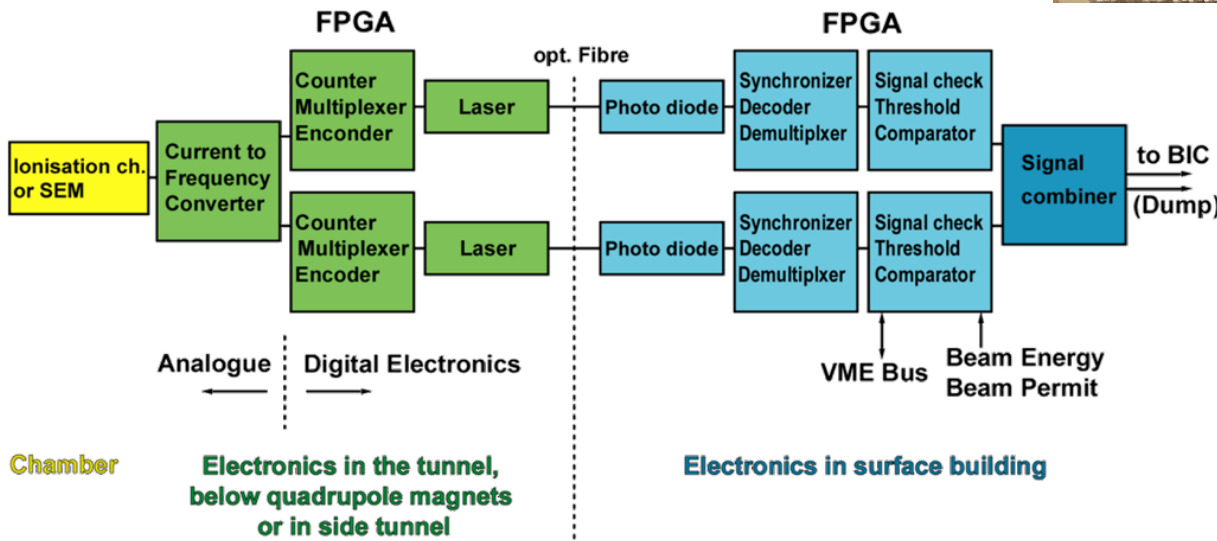 FPGA
FPGA
opt. Fibre
Ionisation ch.
or SEM
Current to
Frequency
Converter
Counter
Multiplexer
Enconder
Laser
Photo diode
Synchronizer
Decoder
Demultiplxer
Signal check
Threshold
Comparator
Counter
Multiplexer
Encoder
Laser
Photo diode
Synchronizer
Decoder
Demultiplxer
Signal check
Threshold
Comparator
Signal
combiner
to BIC
(Dump)
Analogue
Digital Electronics
VME Bus
Beam Energy
Beam Permit
Chamber
Electronics in the tunnel,
below quadrupole magnets
or in side tunnel
Electronics in surface building